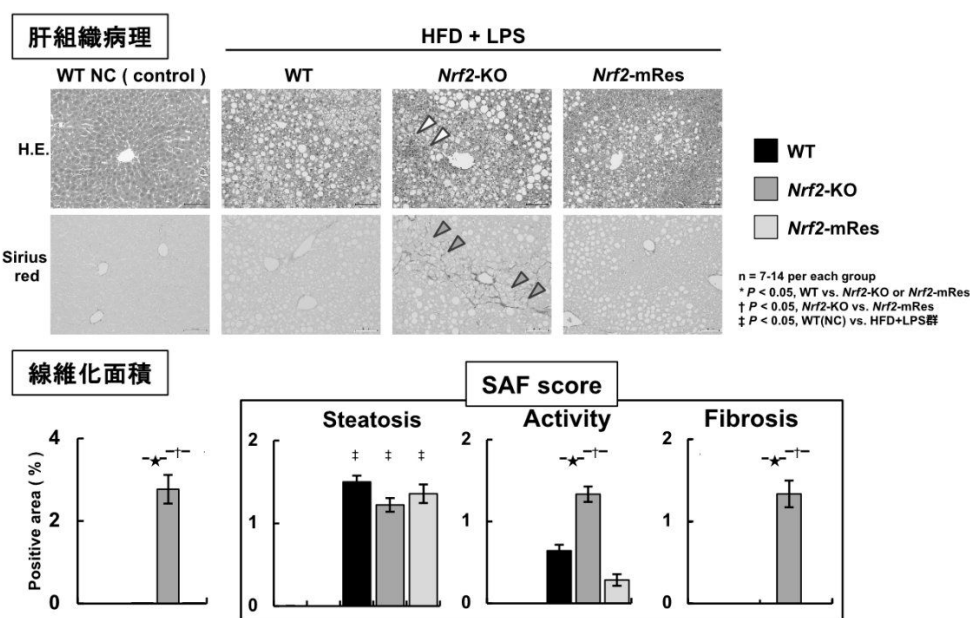 肝組織病理
HFD + LPS
WT NC ( control )
WT
Nrf2-KO
Nrf2-mRes
H.E.
Sirius
red
WT
Nrf2-KO
Nrf2-mRes
n = 7-14 per each group
* P < 0.05, WT vs. Nrf2-KO or Nrf2-mRes
† P < 0.05, Nrf2-KO vs. Nrf2-mRes
‡ P < 0.05, WT(NC) vs. HFD+LPS群
線維化面積
SAF score
Steatosis
Activity
Fibrosis
Positive area ( % )
4
2
0
★
†
2
1
0
‡
‡
‡
2
1
0
★
†
2
1
0
★
†